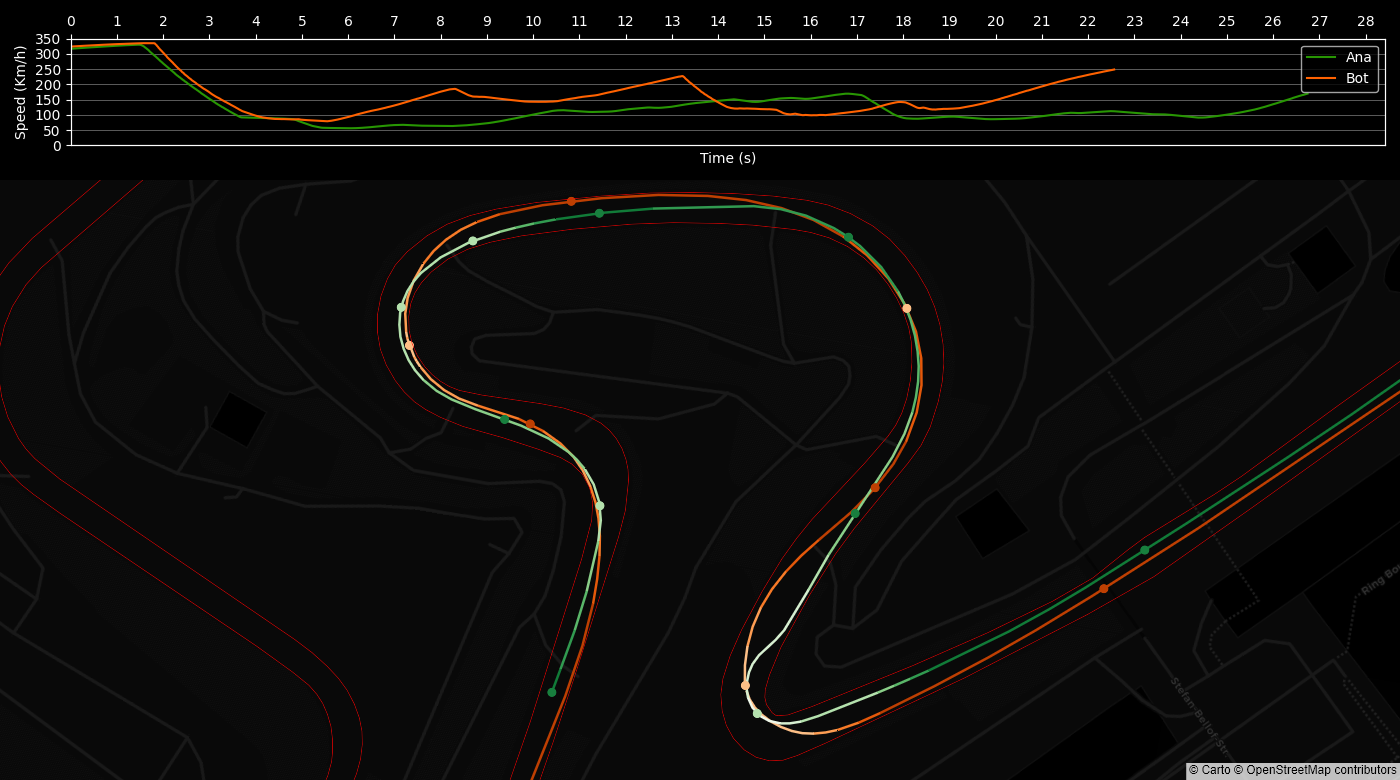 0 1 2 3 4 5 6 7 8 9 10 11 12 13 14 15 16 17 18 19 20 21 22 23 24 25 26 27 28
350
300
250
200
150
100
50
0
Speed (Km/h)
Ana
Bot
Time (s)
Ring Bo
Stefan Bellof-Str
© Carto © OpenStreetMap contributors